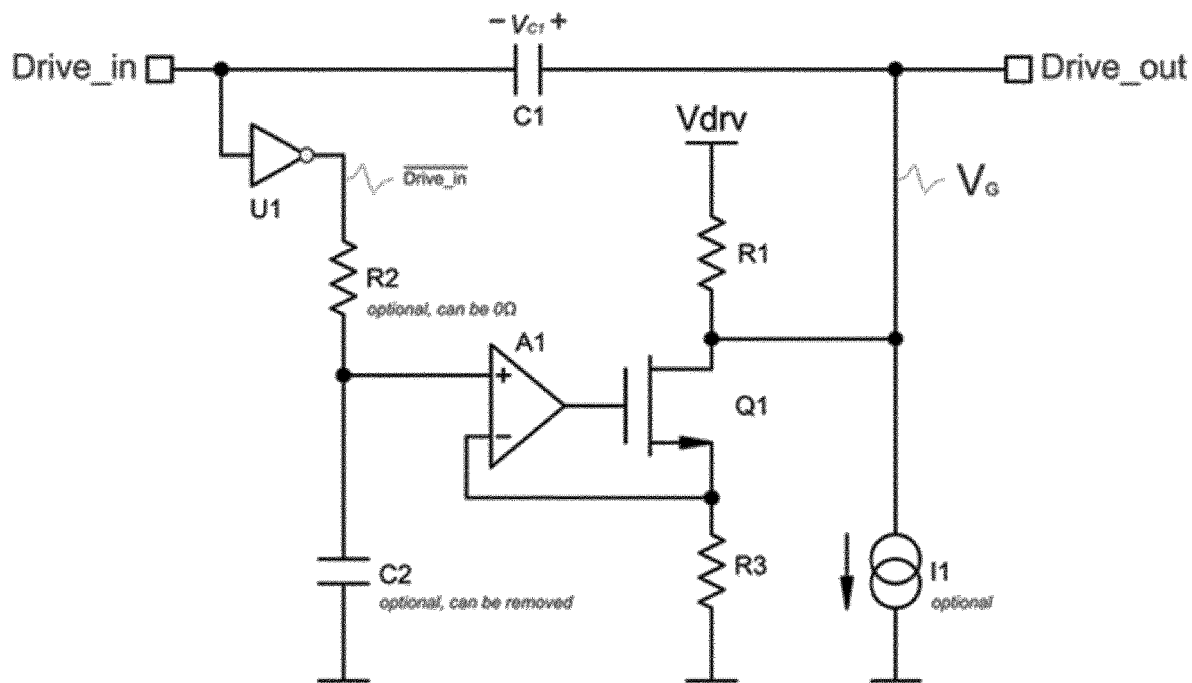 − VC1 +
Drive_in
Drive_out
C1
Vdrv
Drive_in
VG
U1
R1
R2
optional, can be 0Ω
A1
+
Q1
−
R3
C2
optional, can be removed
I1
optional